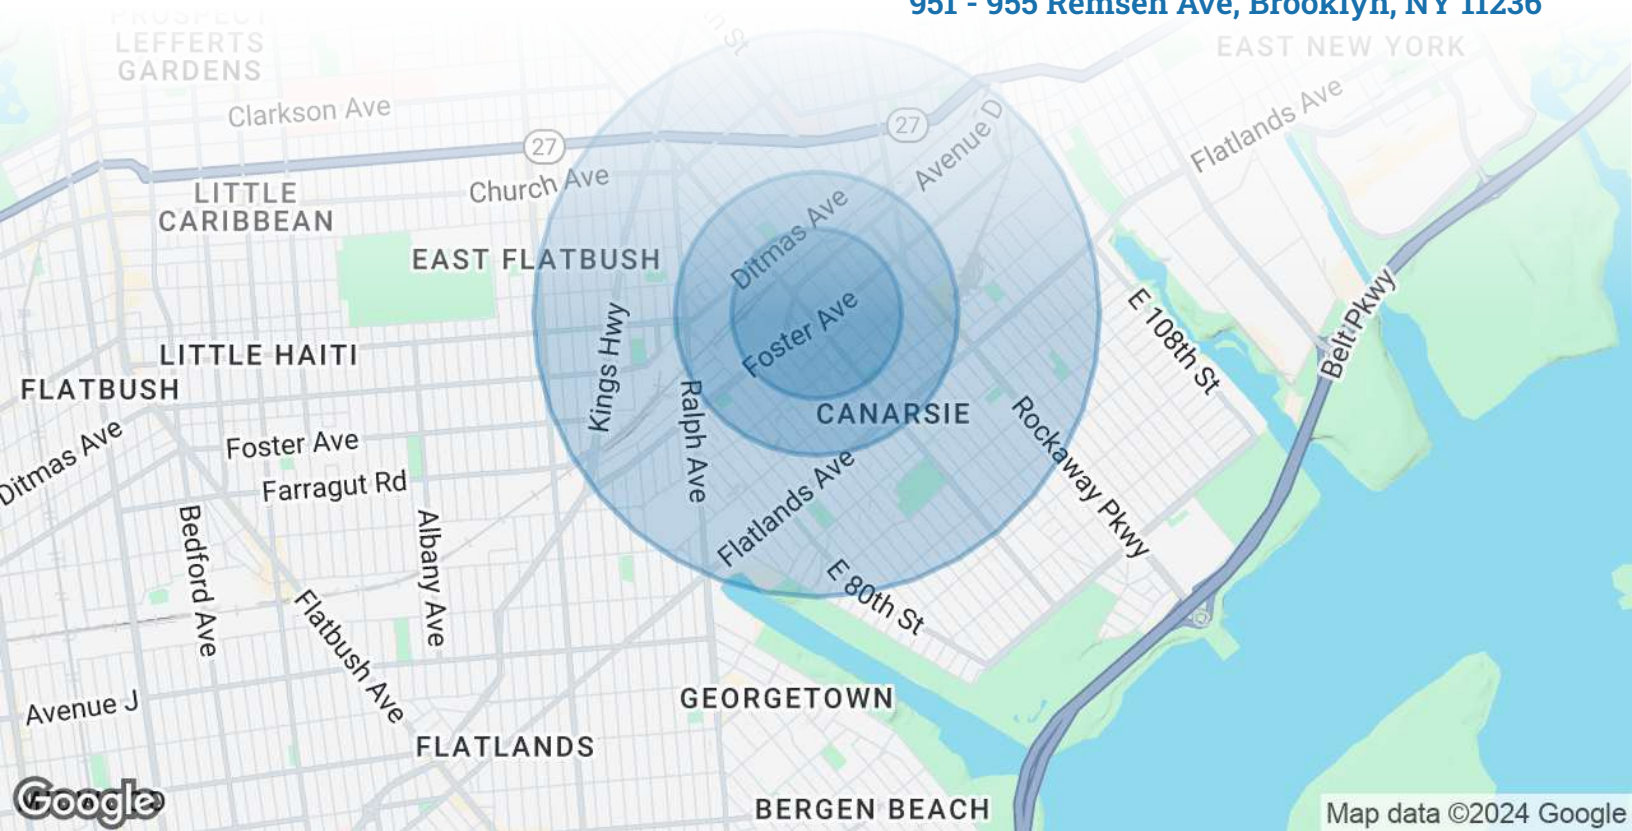 951 - 955 Remsen Ave, Brooklyn, NY 11236
PROSPECT
LEFFERTS
GARDENS
EAST NEW YORK
Clarkson Ave
27
27
Avenue D
Flatlands Ave
Church Ave
LITTLE
CARIBBEAN
Ditmas Ave
EAST FLATBUSH
Foster Ave
Kings Hwy
E 108th St
Belt Pkwy
LITTLE HAITI
FLATBUSH
Ralph Ave
CANARSIE
Rockaway Pkwy
Ditmas Ave
Foster Ave
Farragut Rd
Flatlands Ave
Bedford Ave
Albany Ave
E 80th St
Flatbush Ave
Avenue J
GEORGETOWN
FLATLANDS
BERGEN BEACH
Google
Map data ©2024 Google